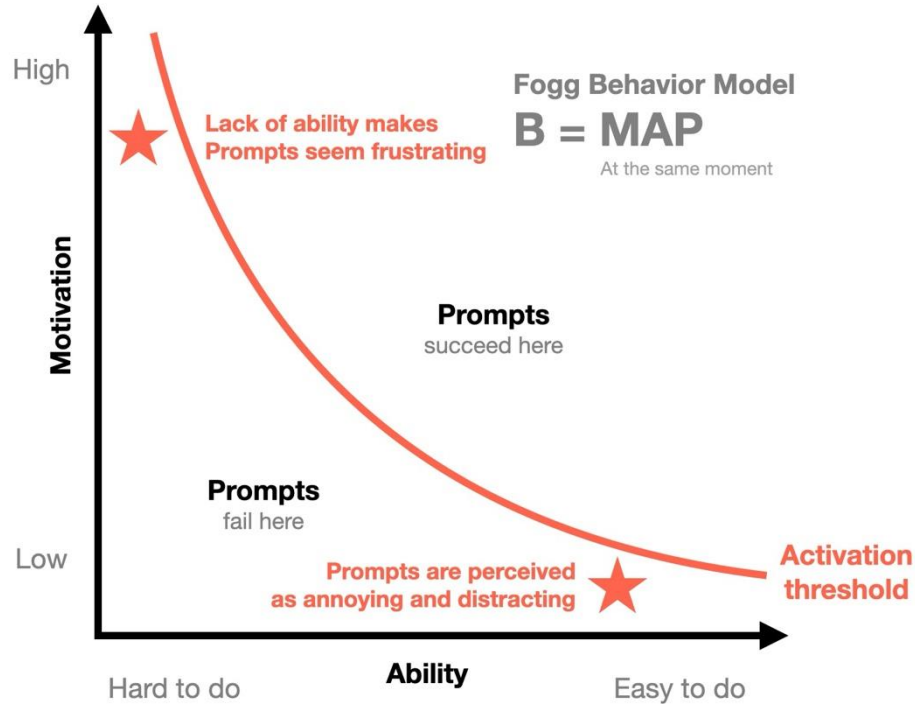 High
Fogg Behavior Model
B = MAP
At the same moment
Lack of ability makes
Prompts seem frustrating
Motivation
Prompts
succeed here
Prompts
fail here
Low
Prompts are perceived
as annoying and distracting
Activation
threshold
Ability
Hard to do
Easy to do